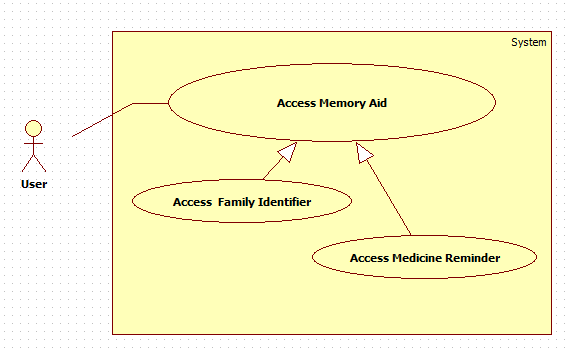 System
Access Memory Aid
User
Access Family Identifier
Access Medicine Reminder